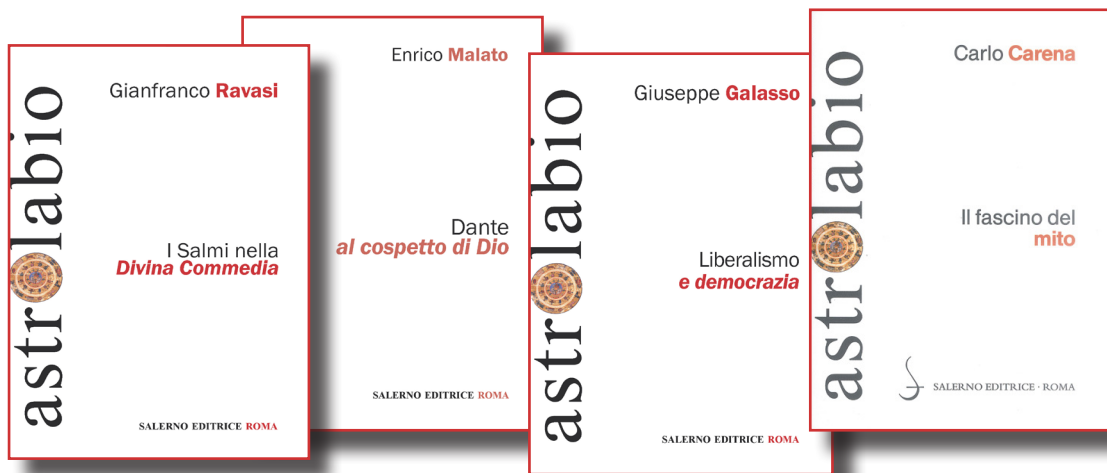 astrolabio
Gianfranco Ravasi
I Salmi nella
Divina Commedia
SALERNO EDITRICE ROMA
Enrico Malato
Dante
al cospetto di Dio
SALERNO EDITRICE ROMA
astrolabio
Giuseppe Galasso
Liberalismo
e democrazia
SALERNO EDITRICE ROMA
astrolabio
Carlo Carena
Il fascino del
mito
SALERNO EDITRICE · ROMA